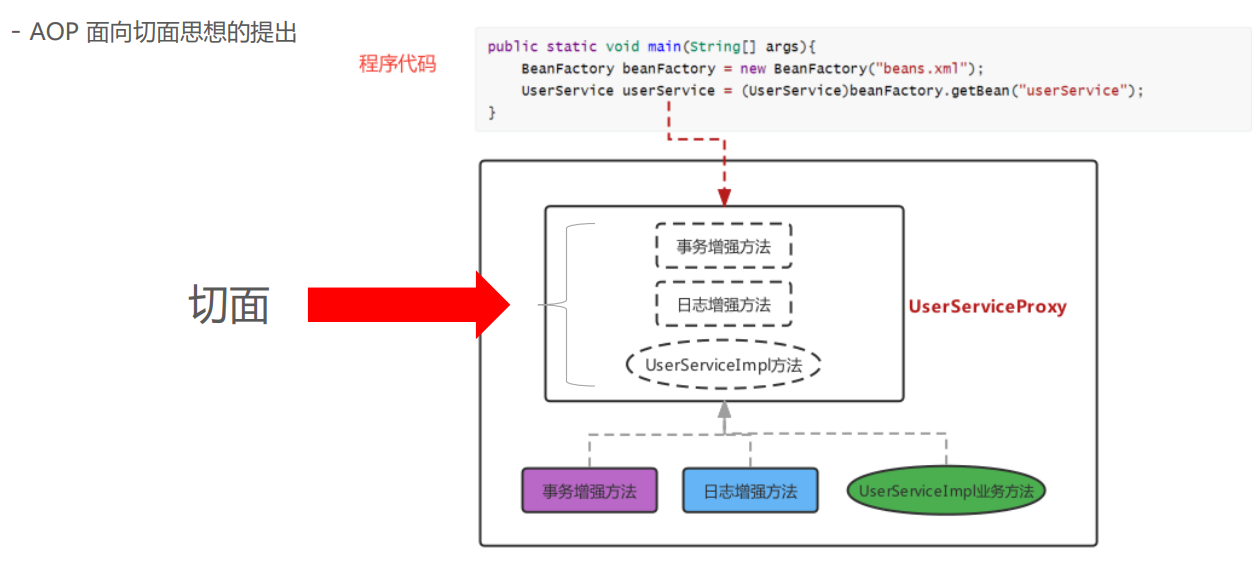 - AOP 面向切面思想的提出
程序代码
public static void main(String[] args){
BeanFactory beanFactory = new BeanFactory("beans.xml");
UserService userService = (UserService)beanFactory.getBean("userService");
}
切面
事务增强方法
日志增强方法
UserServiceImpl方法
UserServiceProxy
事务增强方法
日志增强方法
UserServiceImpl业务方法